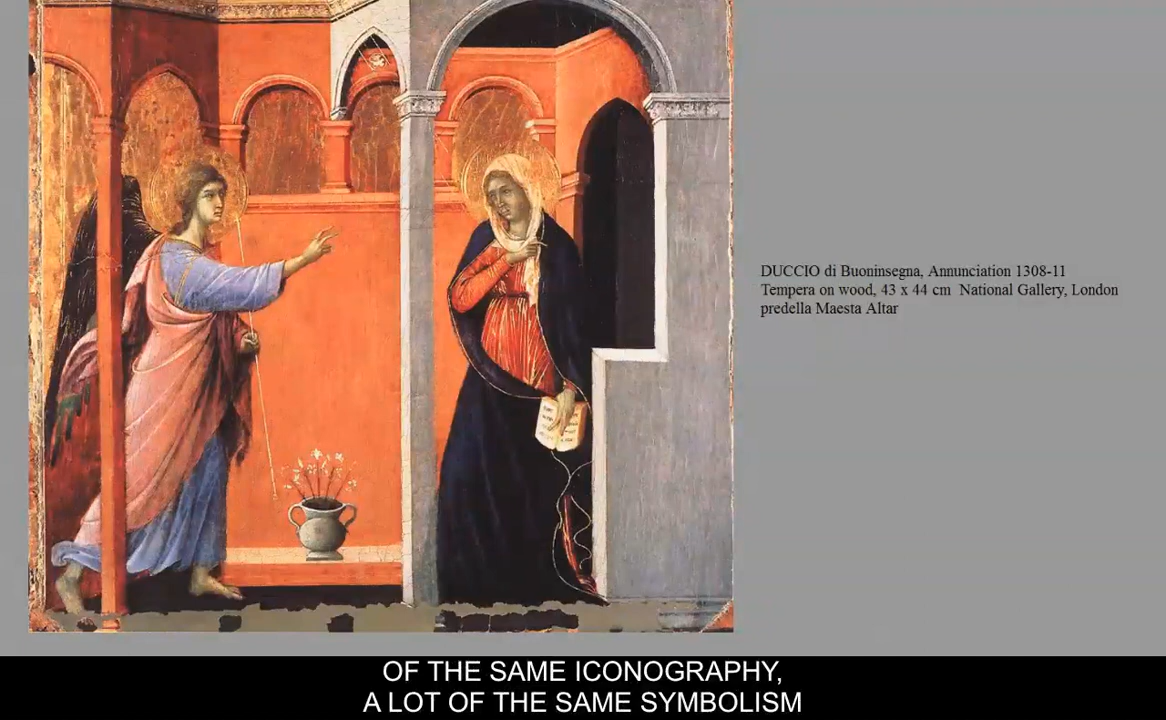 DUCCIO di Buoninsegna, Annunciation 1308-11
Tempera on wood, 43 x 44 cm  National Gallery, London
predella Maesta Altar
OF THE SAME ICONOGRAPHY,
A LOT OF THE SAME SYMBOLISM